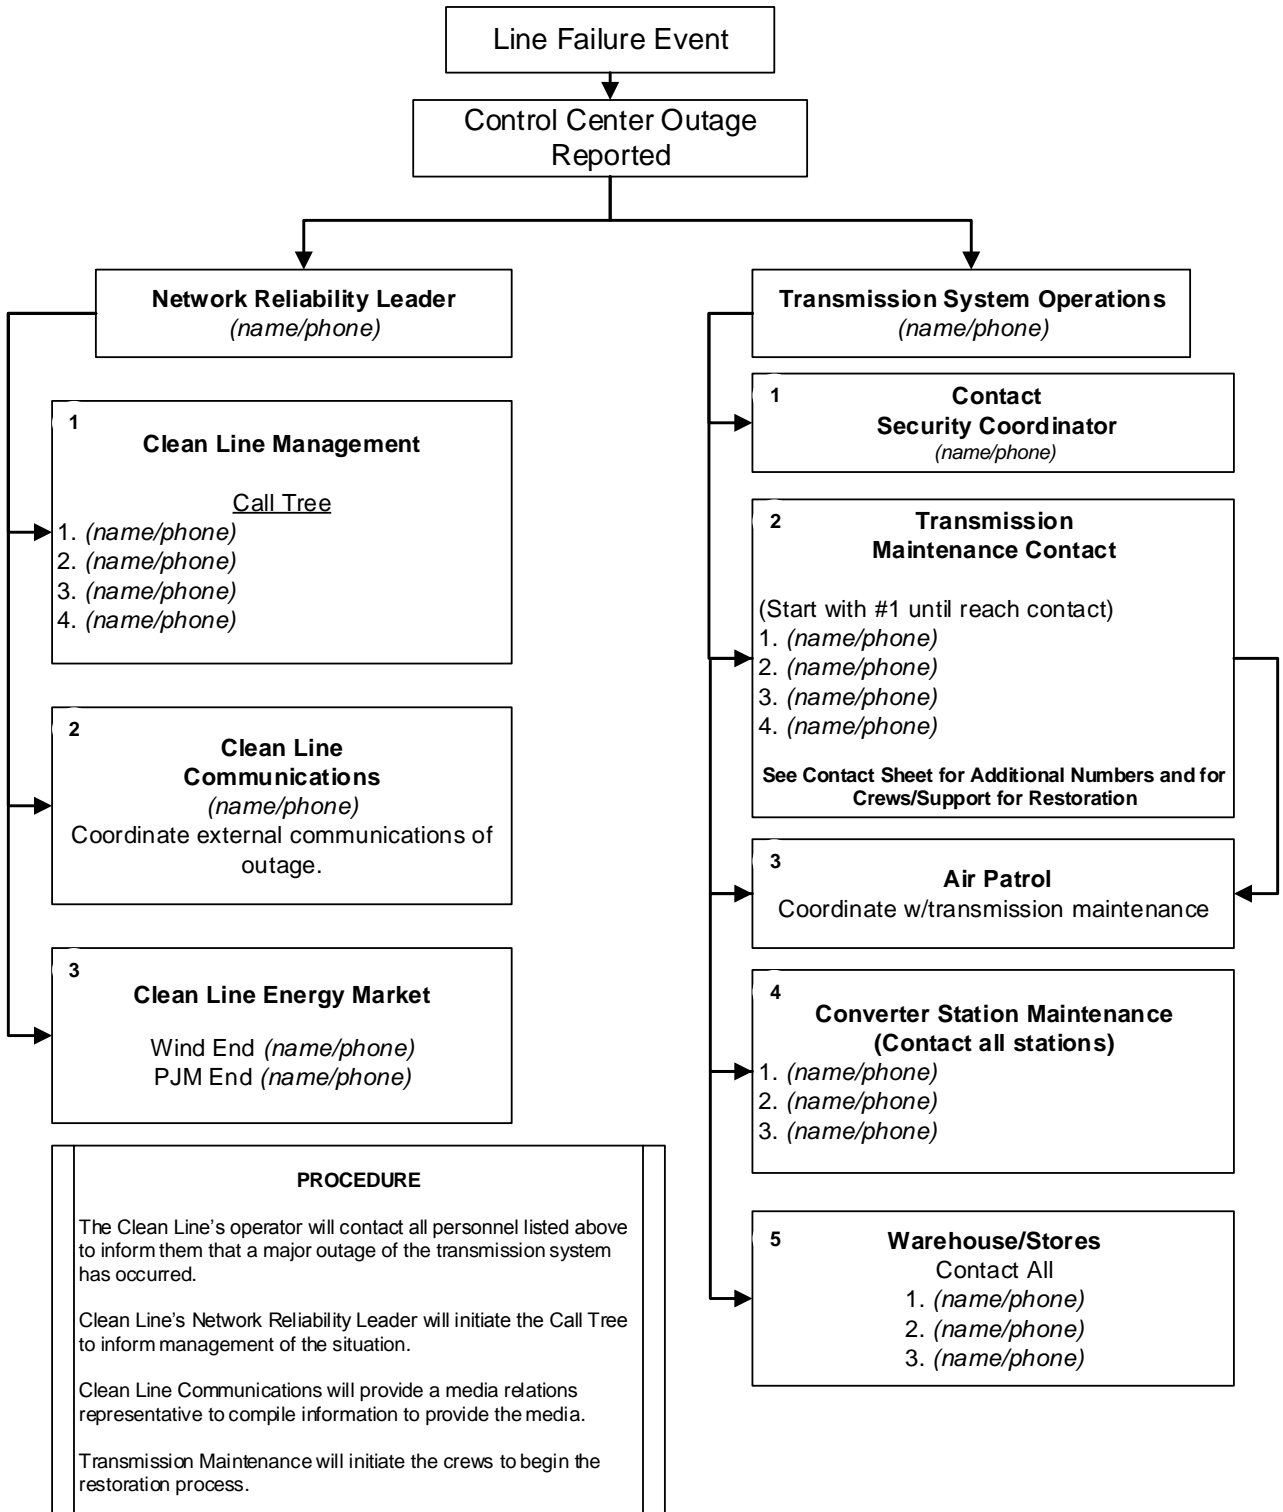 Line Failure Event
Control Center Outage
Reported
Network Reliability Leader
(name/phone)
1
Clean Line Management
Call Tree
1. (name/phone)
2. (name/phone)
3. (name/phone)
4. (name/phone)
2
Clean Line
Communications
(name/phone)
Coordinate external communications of
outage.
3
Clean Line Energy Market
Wind End (name/phone)
PJM End (name/phone)
Transmission System Operations
(name/phone)
1
Contact
Security Coordinator
(name/phone)
2
Transmission
Maintenance Contact
(Start with #1 until reach contact)
1. (name/phone)
2. (name/phone)
3. (name/phone)
4. (name/phone)
See Contact Sheet for Additional Numbers and for
Crews/Support for Restoration
3
Air Patrol
Coordinate w/transmission maintenance
4
Converter Station Maintenance
(Contact all stations)
1. (name/phone)
2. (name/phone)
3. (name/phone)
5
Warehouse/Stores
Contact All
1. (name/phone)
2. (name/phone)
3. (name/phone)
PROCEDURE
The Clean Line’s operator will contact all personnel listed above
to inform them that a major outage of the transmission system
has occurred.
Clean Line’s Network Reliability Leader will initiate the Call Tree
to inform management of the situation.
Clean Line Communications will provide a media relations
representative to compile information to provide the media.
Transmission Maintenance will initiate the crews to begin the
restoration process.